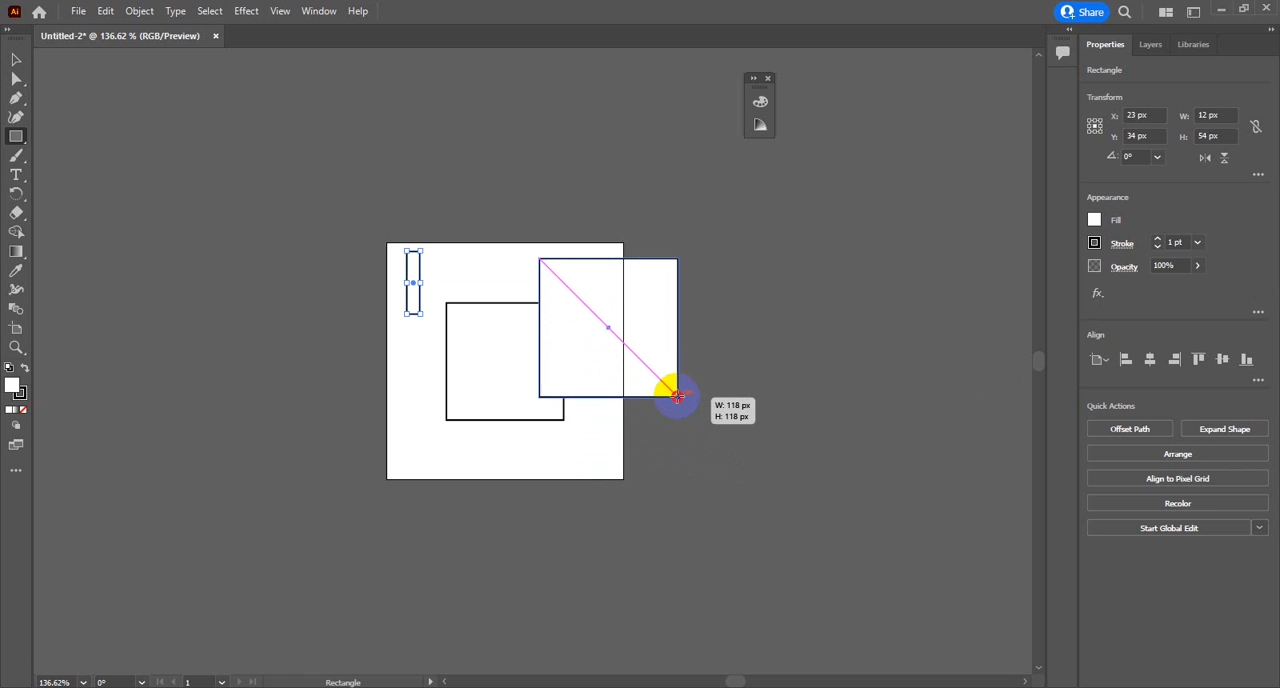 Ai File Edit Object Type Select Effect View Window Help Share
Untitled-2* @ 136.62 % (RGB/Preview) ×
Properties Layers Libraries
Rectangle
Transform
X: 23 px W: 12 px
Y: 34 px H: 54 px
0°
Appearance
Fill
Stroke 1 pt
Opacity 100%
fx.
Align
Quick Actions
Offset Path Expand Shape
Arrange
Align to Pixel Grid
Recolor
Start Global Edit
W: 118 px
H: 118 px
T
136.62% 0° 1 Rectangle